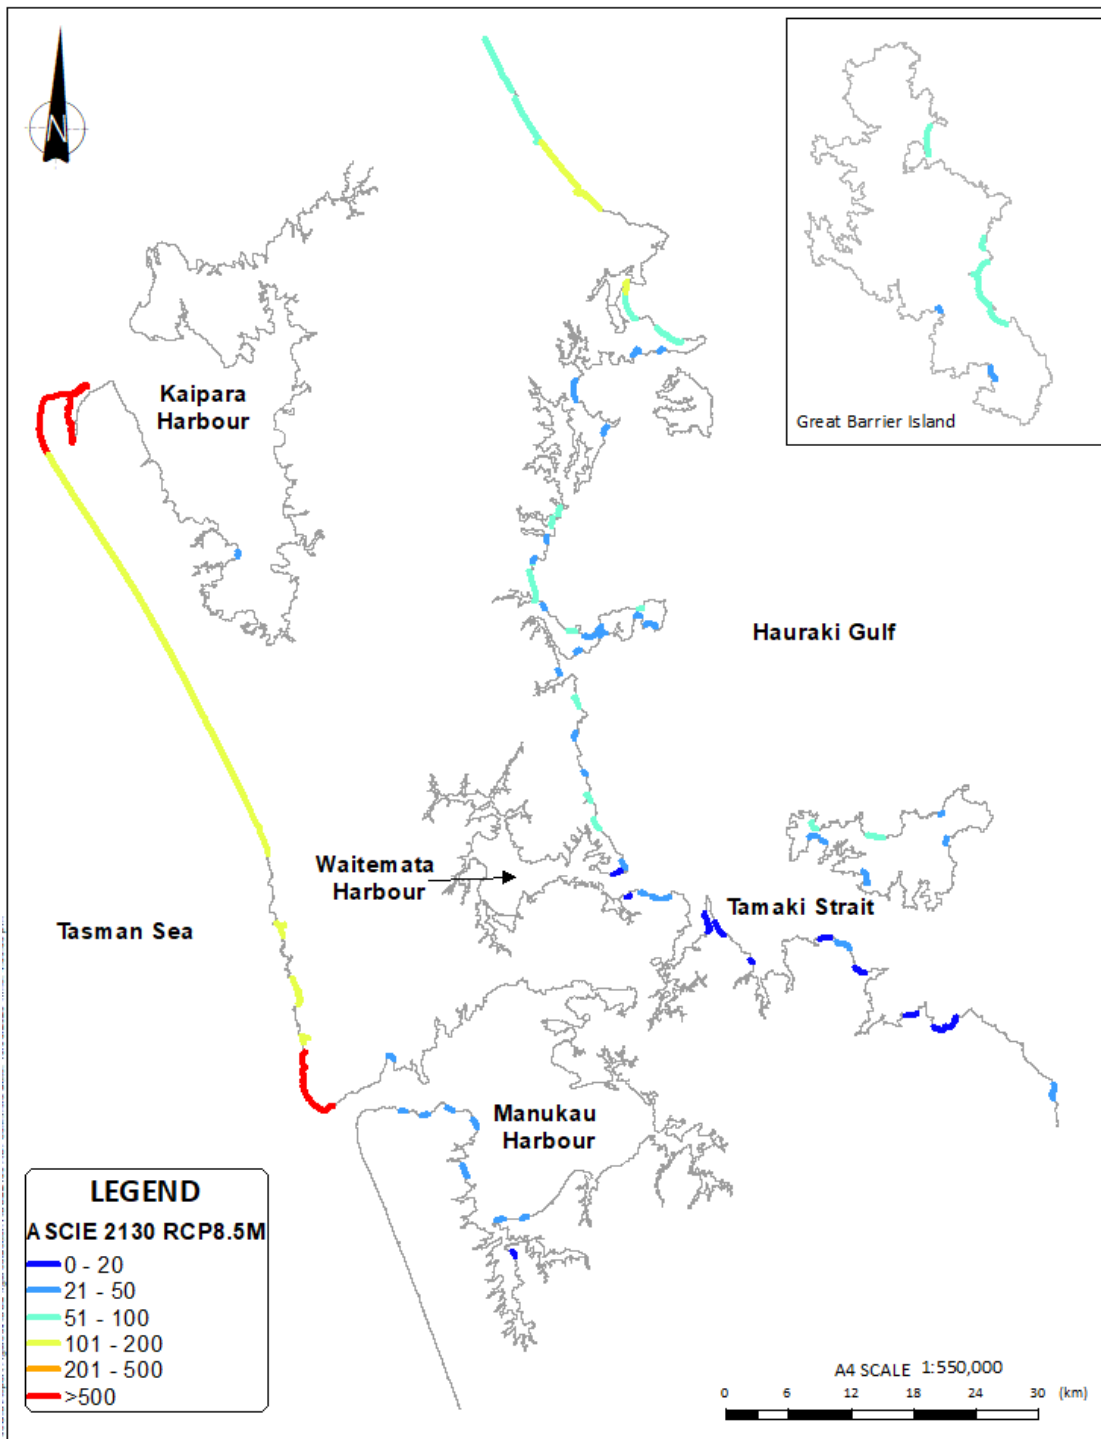 N
Great Barrier Island
Kaipara
Harbour
Hauraki Gulf
Waitemata
Harbour
Tamaki Strait
Tasman Sea
Manukau
Harbour
LEGEND
ASCIE 2130 RCP8.5M
0 - 20
21 - 50
51 - 100
101 - 200
201 - 500
>500
A4 SCALE 1:550,000
0 6 12 18 24 30 (km)